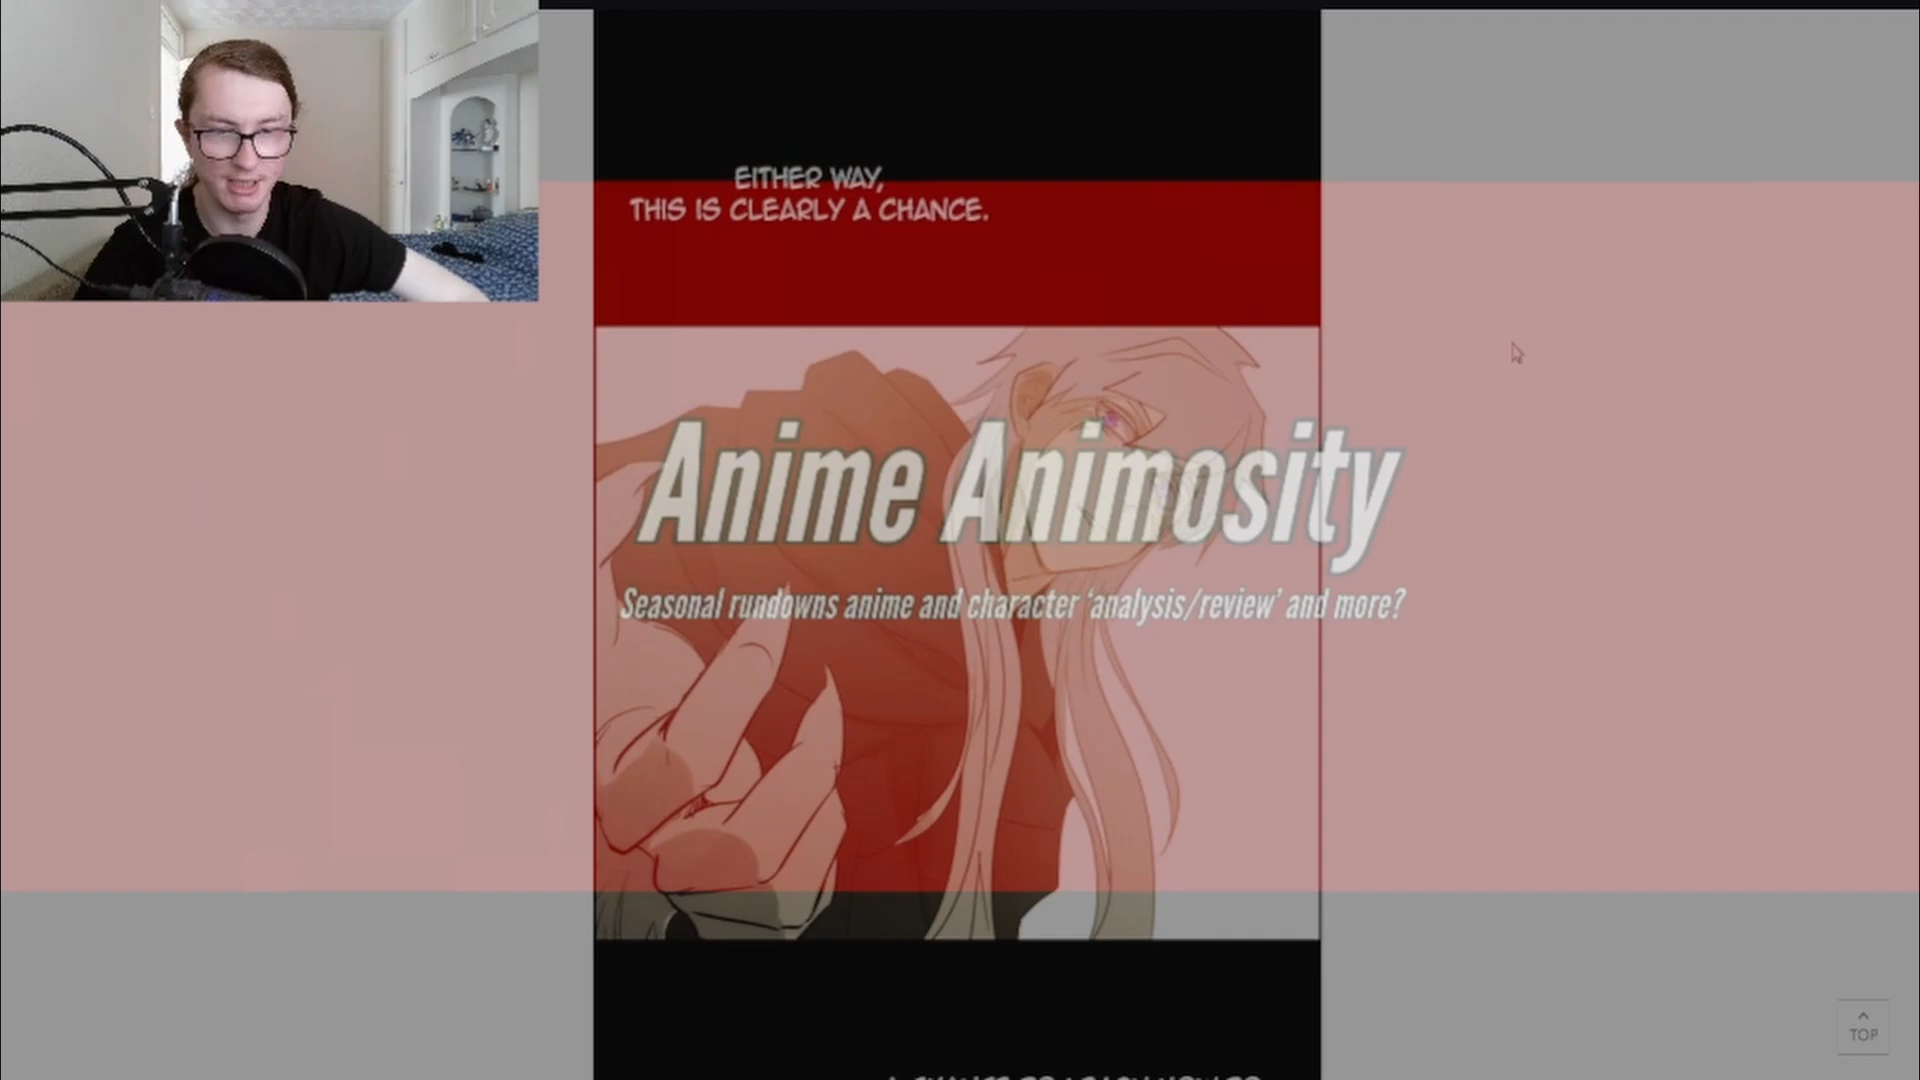 EITHER WAY,
THIS IS CLEARLY A CHANCE.
Anime Animosity
Seasonal rundowns anime and character ‘analysis/review’ and more?
TOP